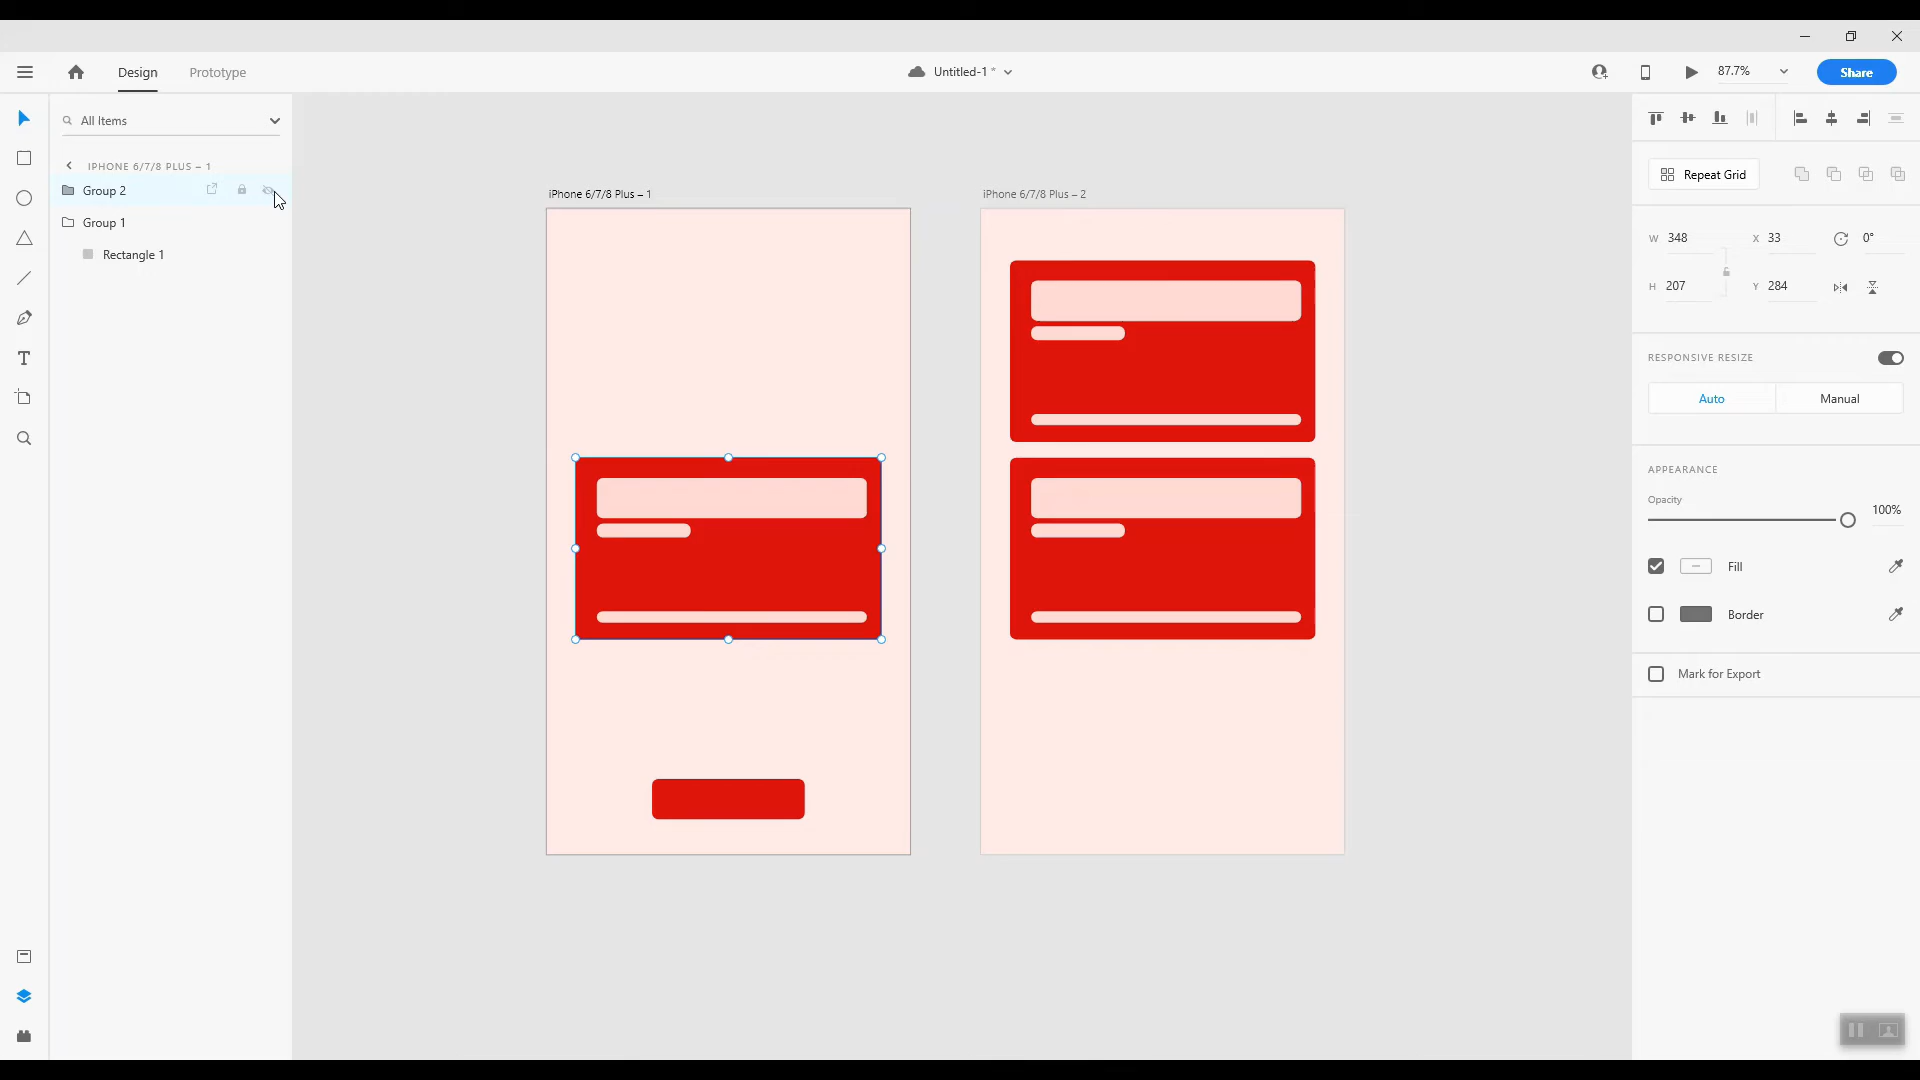 Design
Prototype
Untitled-1 *
87.7%
Share
All Items
IPHONE 6/7/8 PLUS – 1
Group 2
Group 1
Rectangle 1
iPhone 6/7/8 Plus – 1
iPhone 6/7/8 Plus – 2
Repeat Grid
W 348
X 33
0°
H 207
Y 284
RESPONSIVE RESIZE
Auto
Manual
APPEARANCE
Opacity
100%
Fill
Border
Mark for Export